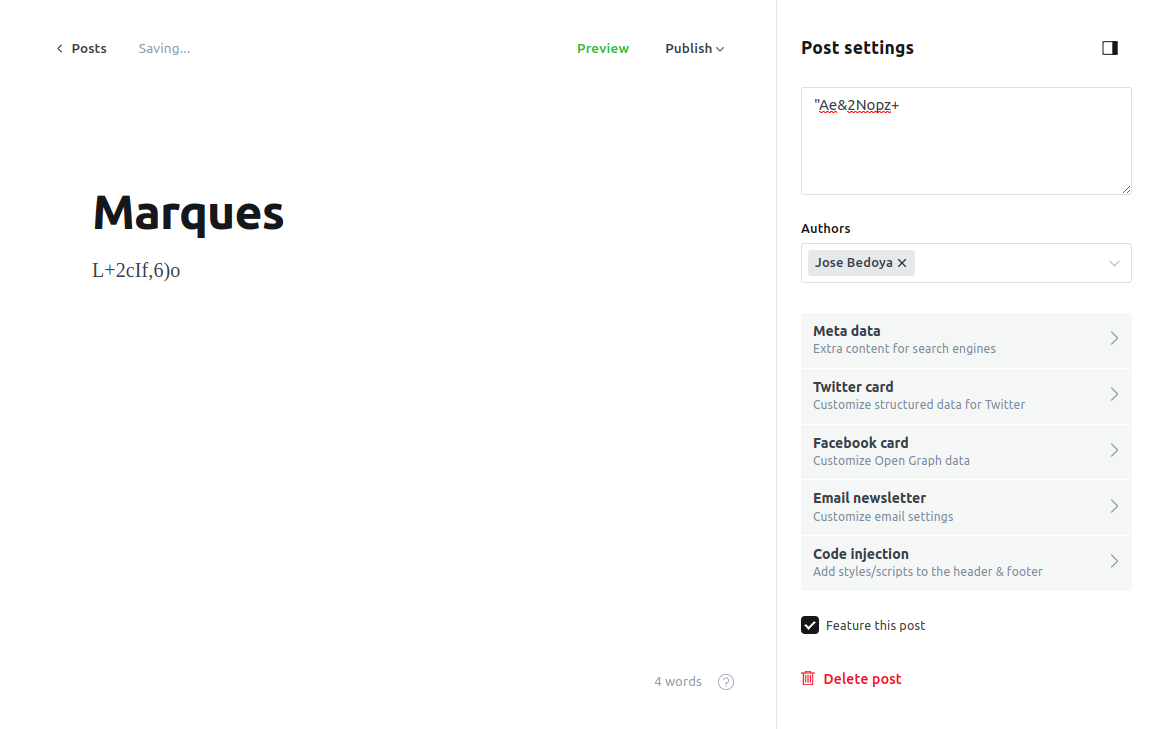 Posts
Saving...
Preview
Publish
Marques
L+2cIf,6)o
4 words
?
Post settings
"Ae&2Nopz+
Authors
Jose Bedoya
Meta data
Extra content for search engines
Twitter card
Customize structured data for Twitter
Facebook card
Customize Open Graph data
Email newsletter
Customize email settings
Code injection
Add styles/scripts to the header & footer
Feature this post
Delete post